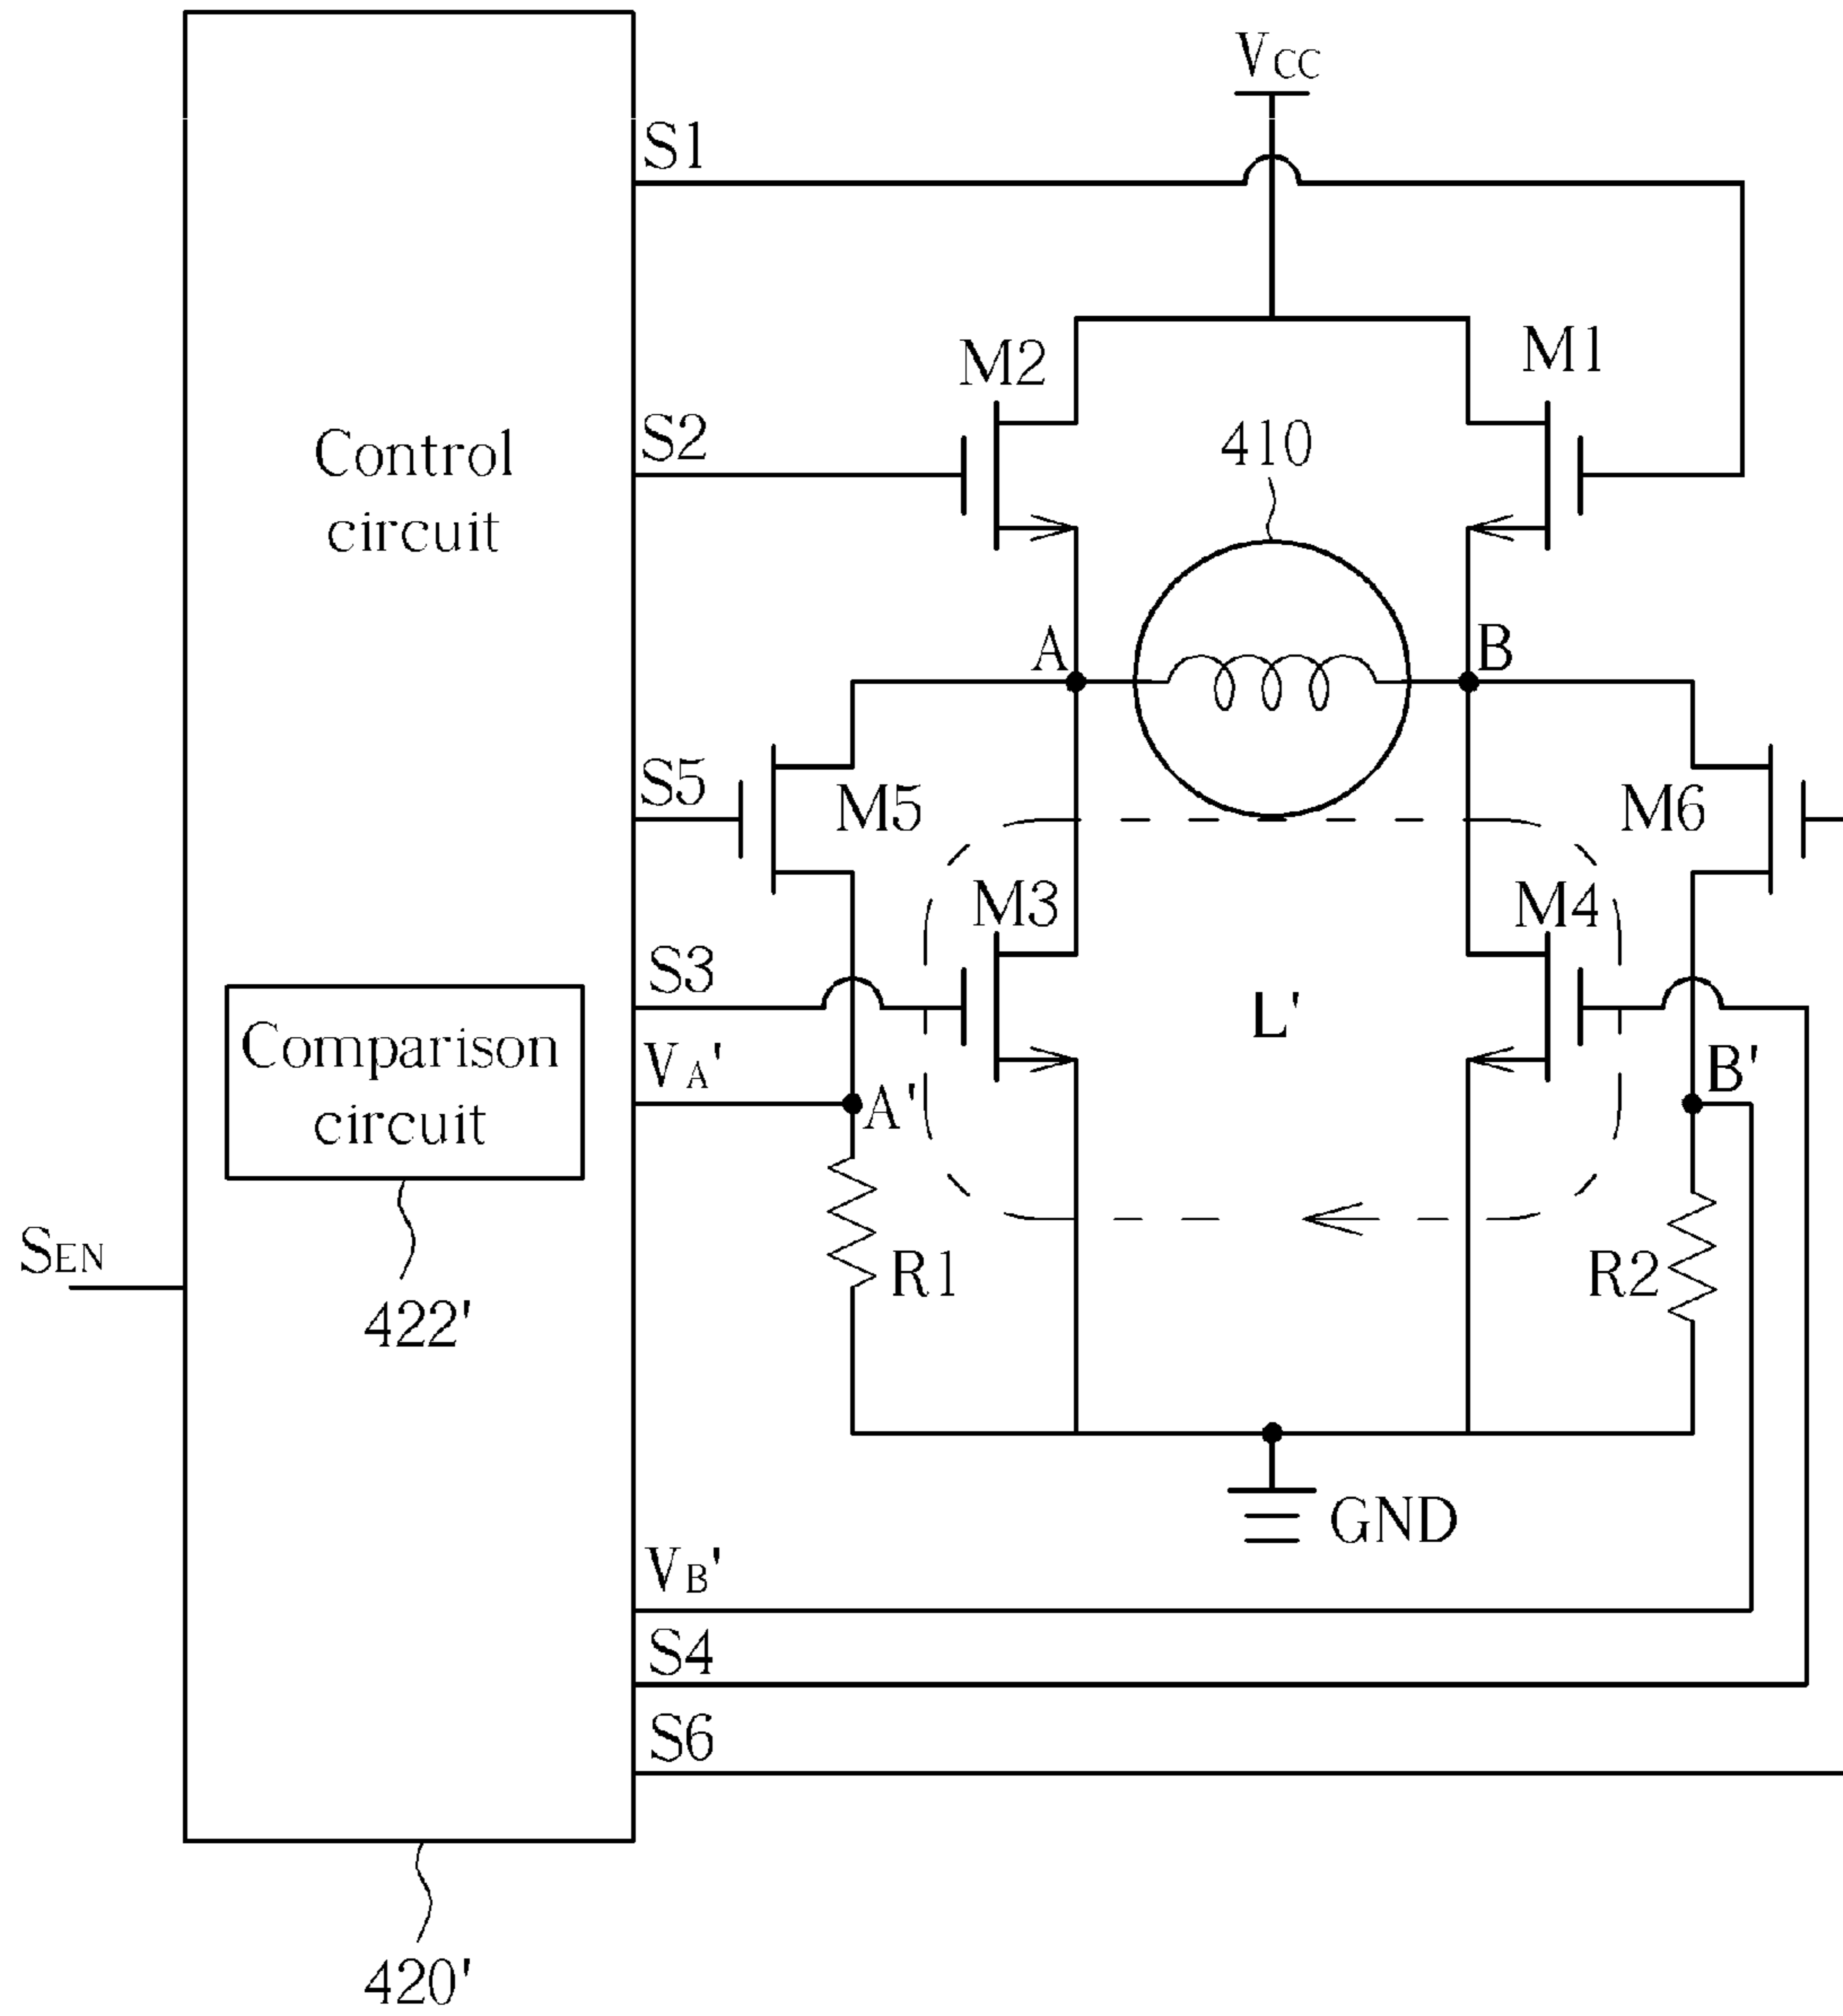 VCC
S1
M2
M1
S2
410
Control
circuit
A
B
S5
M5
M6
M3
M4
S3
L'
Comparison
circuit
VA'
A'
B'
SEN
R1
R2
422'
GND
VB'
S4
S6
420'